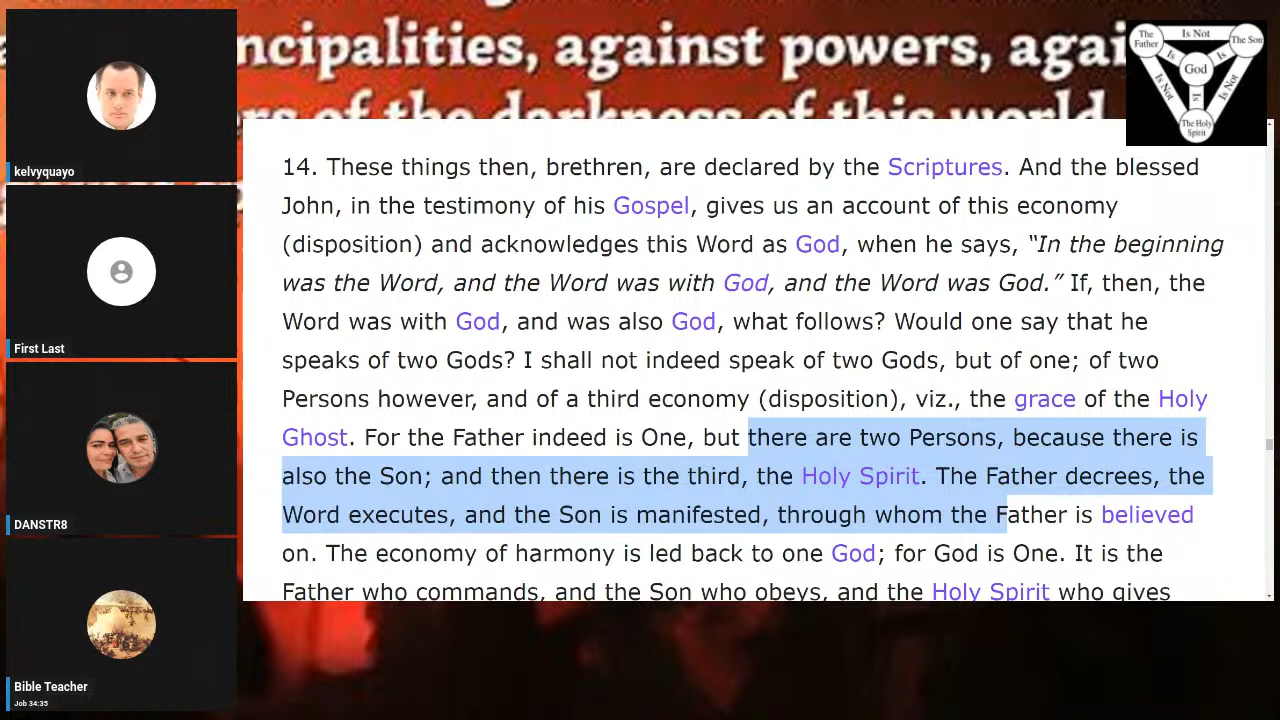 ncipalities, against powers, agai
ers of the darkness of this world
kelvyquayo
First Last
DANSTR8
Bible Teacher
Job 34:35
The Father
Is Not
The Son
Is
Is
God
Is Not
Is
Is Not
The Holy Spirit
14. These things then, brethren, are declared by the Scriptures. And the blessed
John, in the testimony of his Gospel, gives us an account of this economy
(disposition) and acknowledges this Word as God, when he says, “In the beginning
was the Word, and the Word was with God, and the Word was God.” If, then, the
Word was with God, and was also God, what follows? Would one say that he
speaks of two Gods? I shall not indeed speak of two Gods, but of one; of two
Persons however, and of a third economy (disposition), viz., the grace of the Holy
Ghost. For the Father indeed is One, but there are two Persons, because there is
also the Son; and then there is the third, the Holy Spirit. The Father decrees, the
Word executes, and the Son is manifested, through whom the Father is believed
on. The economy of harmony is led back to one God; for God is One. It is the
Father who commands, and the Son who obeys, and the Holy Spirit who gives